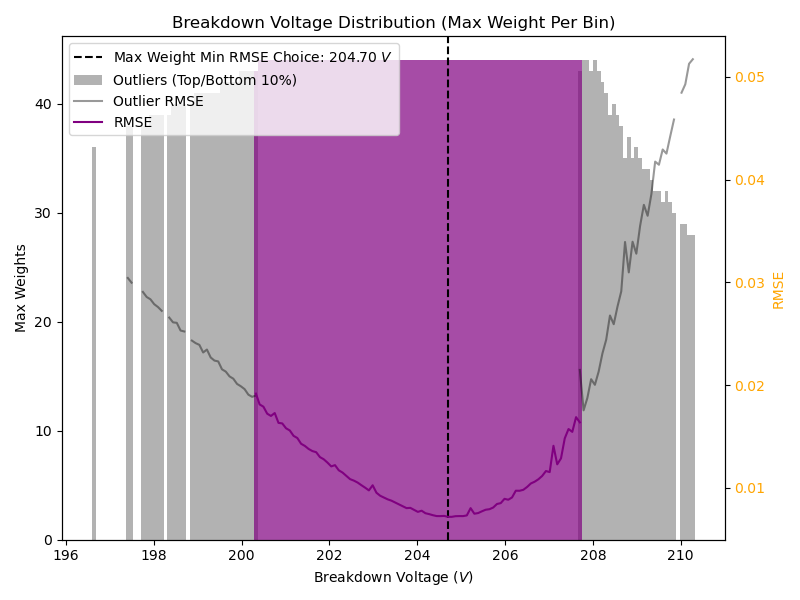 Breakdown Voltage Distribution (Max Weight Per Bin)
Max Weight Min RMSE Choice: 204.70 V
Outliers (Top/Bottom 10%)
Outlier RMSE
RMSE
Max Weights
40
30
20
10
0
0.05
0.04
0.03
0.02
0.01
RMSE
196 198 200 202 204 206 208 210
Breakdown Voltage (V)